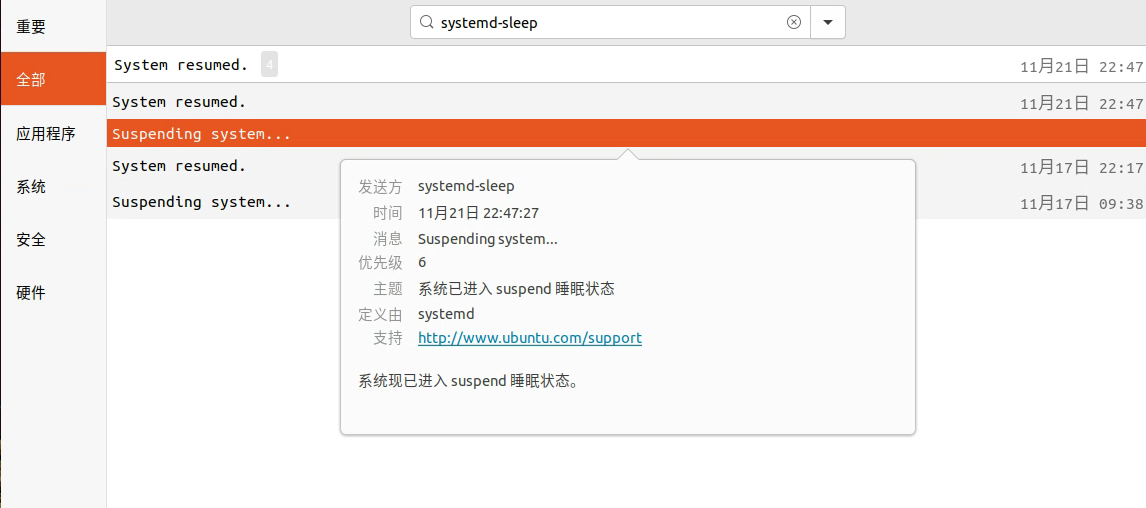 重要
systemd-sleep
全部
System resumed. 4
11月21日 22:47
System resumed.
11月21日 22:47
应用程序
Suspending system...
System resumed.
11月17日 22:17
系统
Suspending system...
11月17日 09:38
安全
硬件
发送方 systemd-sleep
时间 11月21日 22:47:27
消息 Suspending system...
优先级 6
主题 系统已进入 suspend 睡眠状态
定义由 systemd
支持 http://www.ubuntu.com/support
系统现已进入 suspend 睡眠状态。